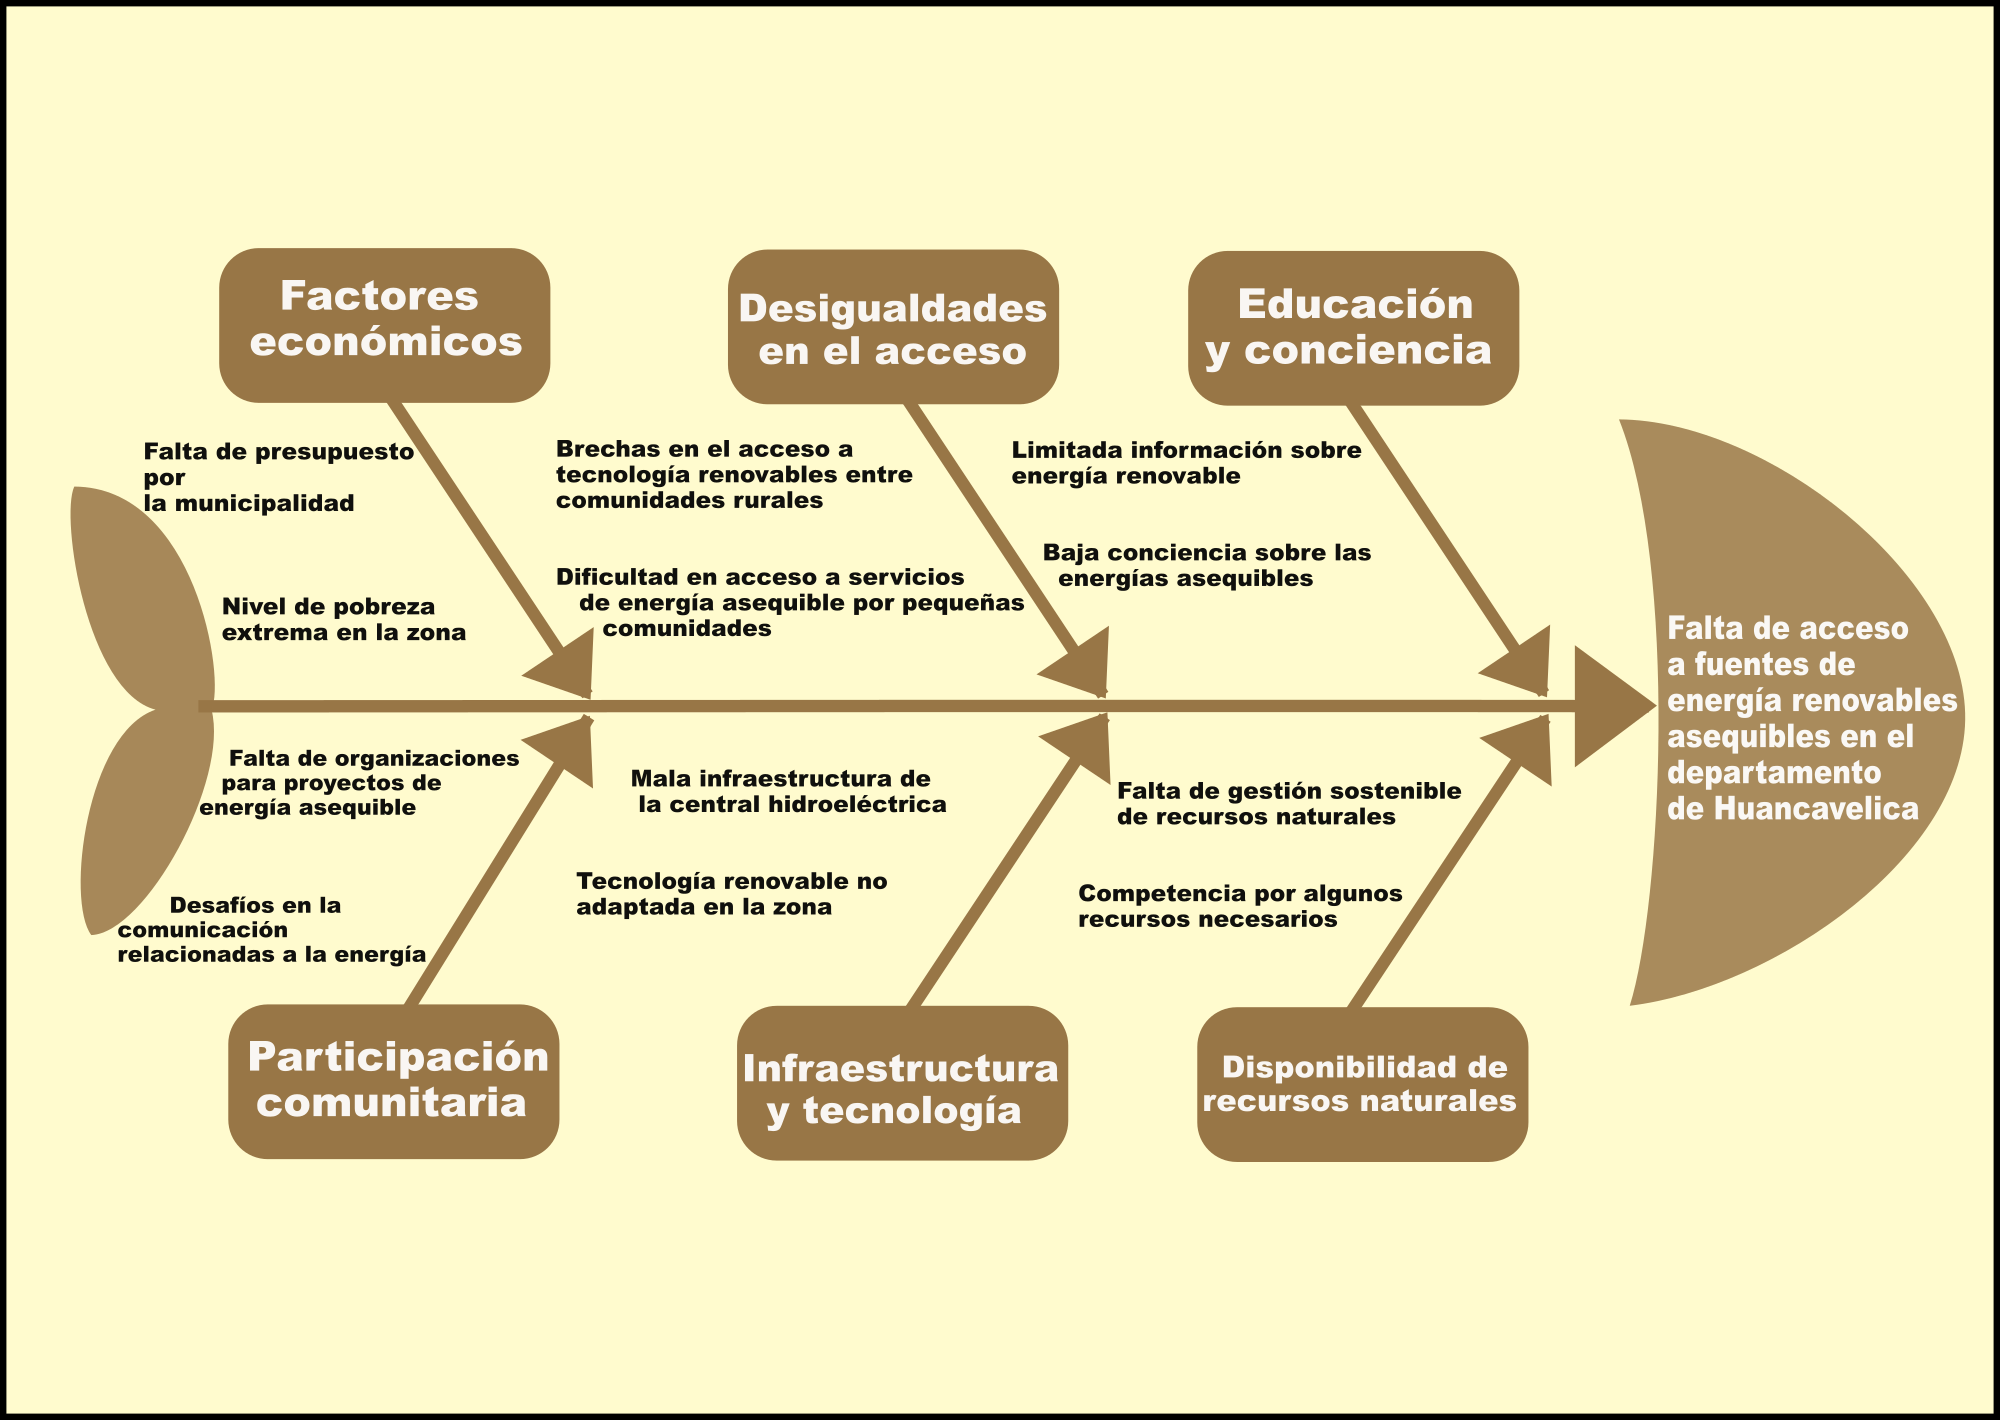 Factores
económicos
Desigualdades
en el acceso
Educación
y conciencia
Falta de presupuesto
por
la municipalidad
Nivel de pobreza
extrema en la zona
Brechas en el acceso a
tecnología renovables entre
comunidades rurales
Dificultad en acceso a servicios
de energía asequible por pequeñas
comunidades
Limitada información sobre
energía renovable
Baja conciencia sobre las
energías asequibles
Falta de acceso
a fuentes de
energía renovables
asequibles en el
departamento
de Huancavelica
Falta de organizaciones
para proyectos de
energía asequible
Desafíos en la
comunicación
relacionadas a la energía
Mala infraestructura de
la central hidroeléctrica
Tecnología renovable no
adaptada en la zona
Falta de gestión sostenible
de recursos naturales
Competencia por algunos
recursos necesarios
Participación
comunitaria
Infraestructura
y tecnología
Disponibilidad de
recursos naturales